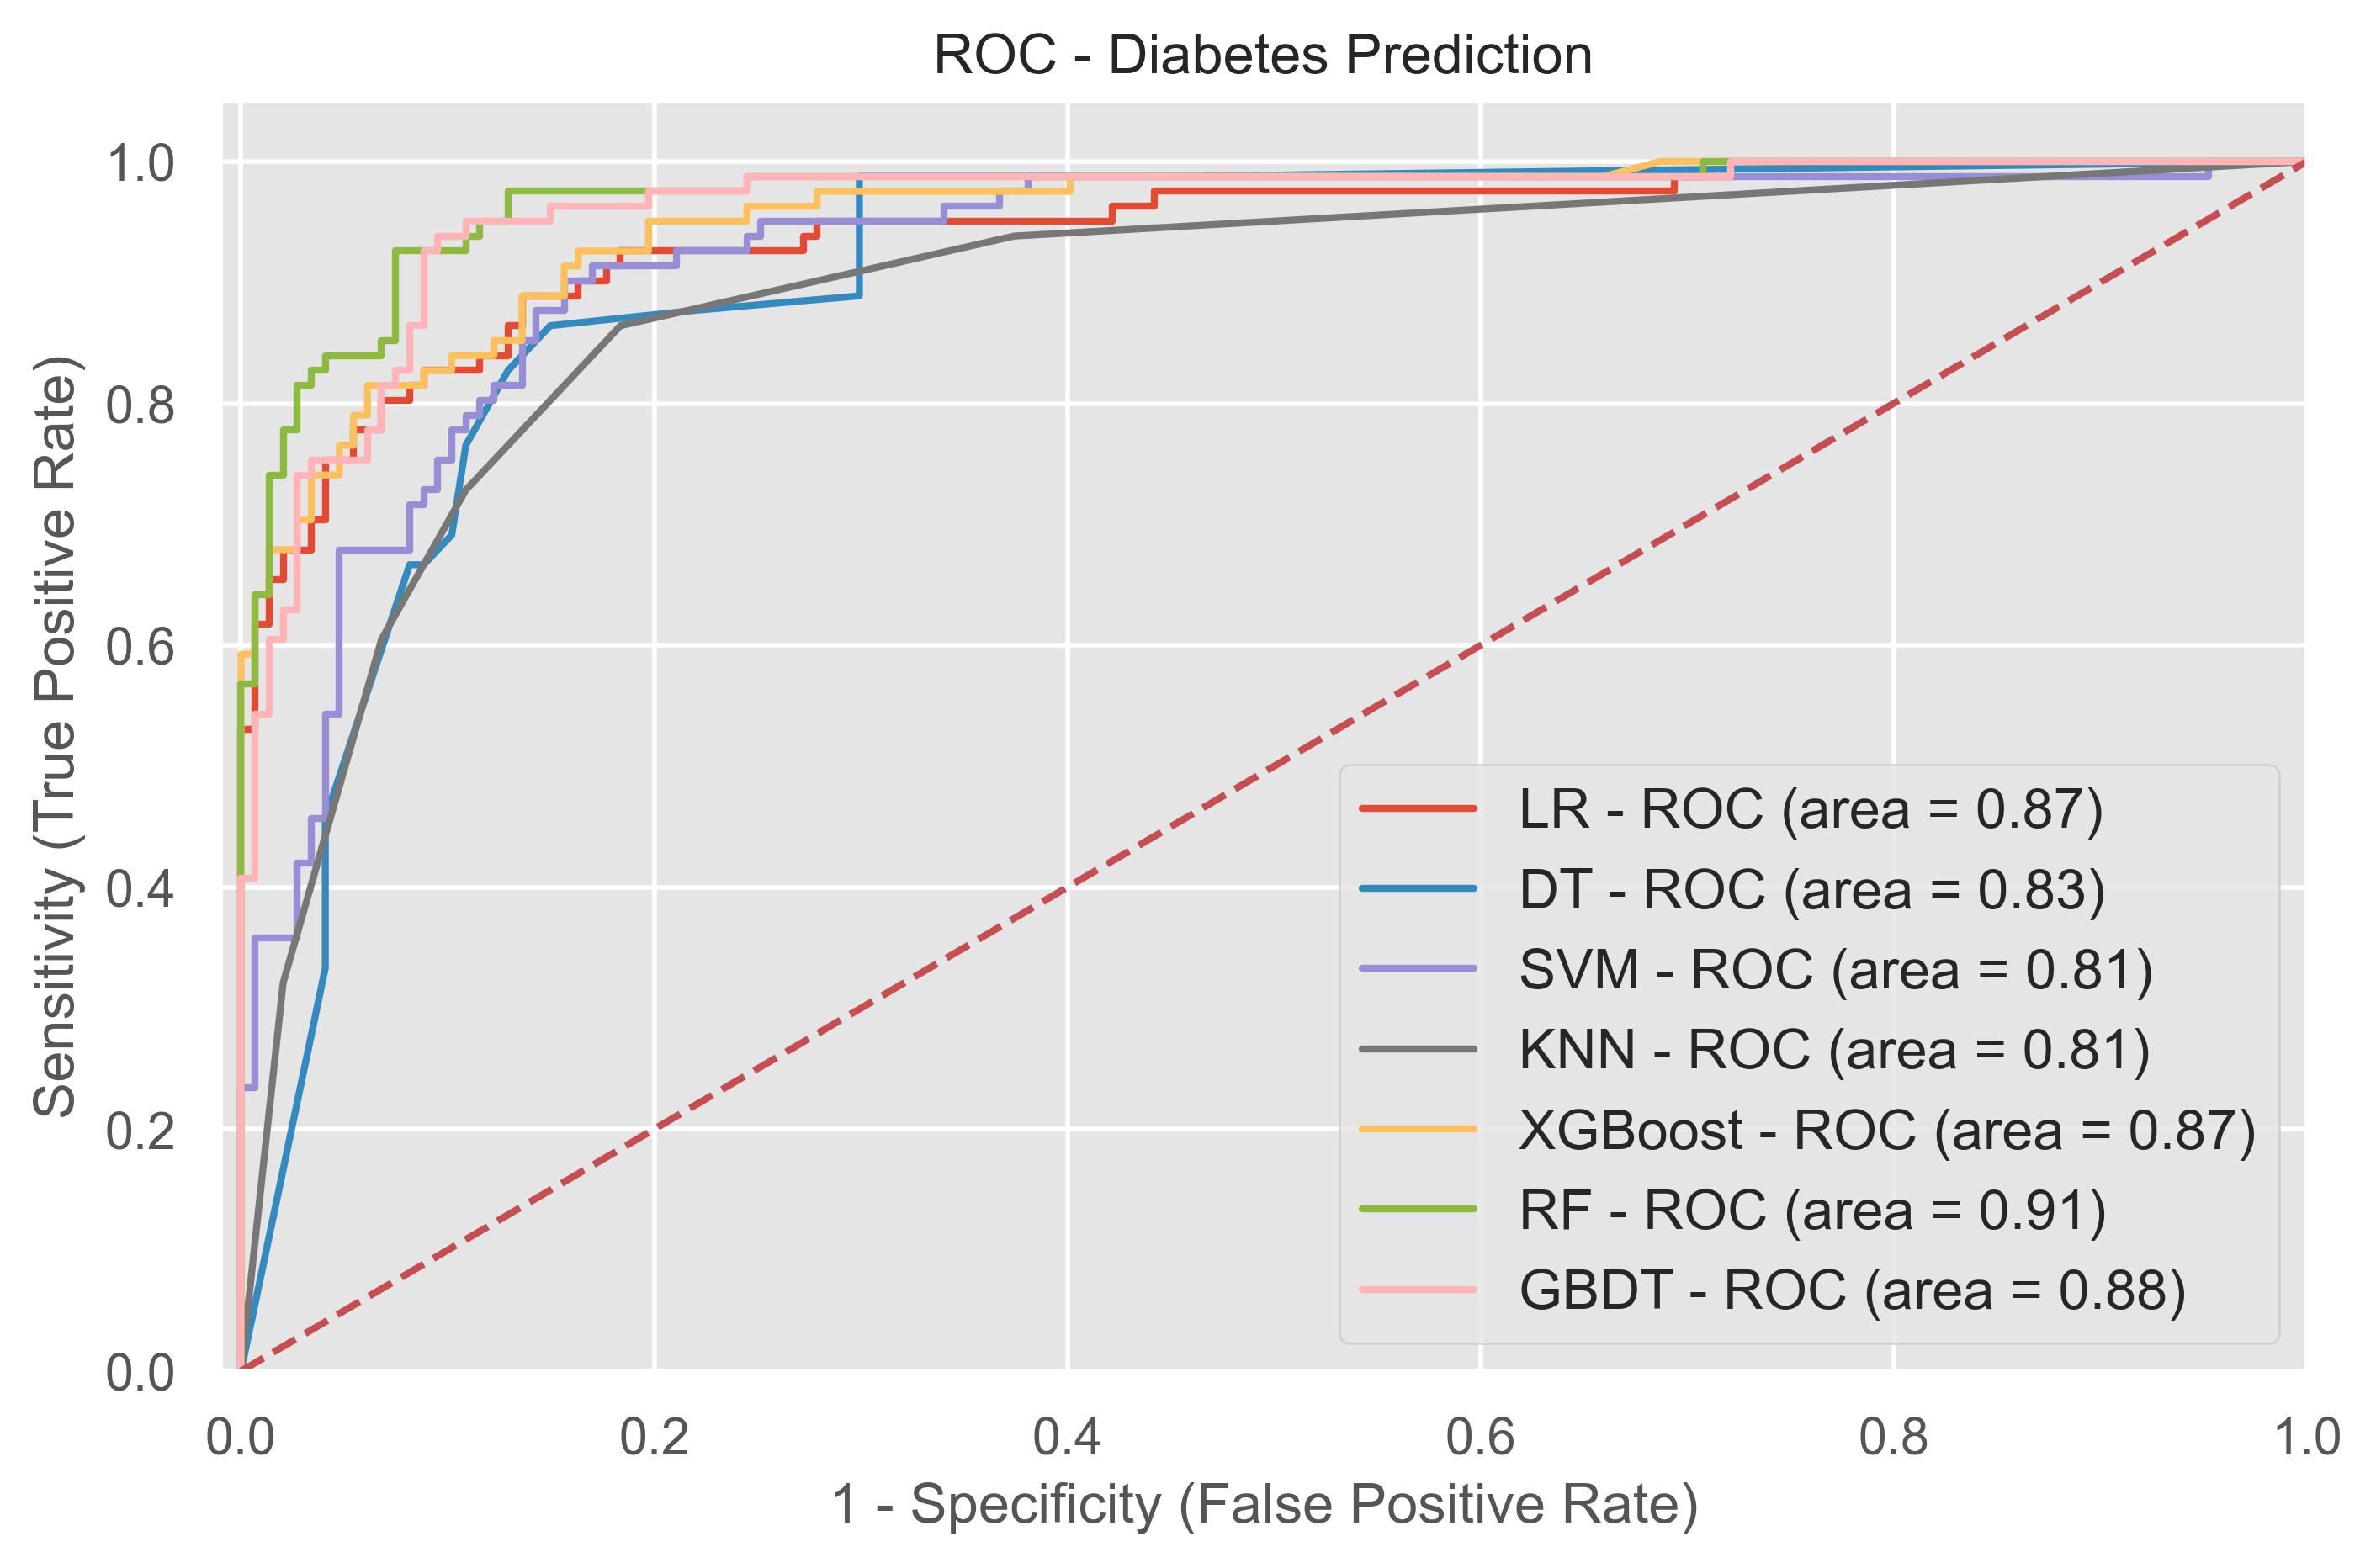 ROC - Diabetes Prediction
1.0
0.8
0.6
0.4
0.2
0.0
Sensitivity (True Positive Rate)
LR - ROC (area = 0.87)
DT - ROC (area = 0.83)
SVM - ROC (area = 0.81)
KNN - ROC (area = 0.81)
XGBoost - ROC (area = 0.87)
RF - ROC (area = 0.91)
GBDT - ROC (area = 0.88)
0.0 0.2 0.4 0.6 0.8 1.0
1 - Specificity (False Positive Rate)